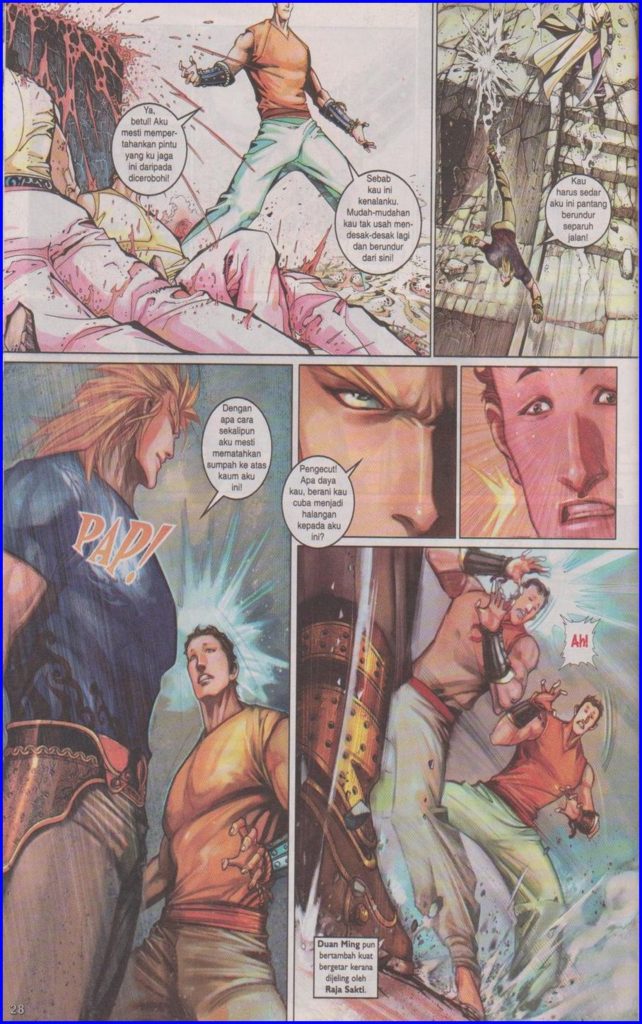 Ya,
betul! Aku
mesti memper-
tahankan pintu
yang ku jaga
ini daripada
dicerobohi!
Sebab
kau ini
kenalanku.
Mudah-mudahan
kau tak usah men-
desak-desak lagi
dan berundur
dari sini!
Kau
harus sedar
aku ini pantang
berundur
separuh
jalan!
Dengan
apa cara
sekalipun
aku mesti
mematahkan
sumpah ke atas
kaum aku
ini!
PAP!
Pengecut!
Apa daya
kau, berani kau
cuba menjadi
halangan
kepada aku
ini?
Ah!
Duan Ming pun
bertambah kuat
bergetar kerana
dijeling oleh
Raja Sakti.
28